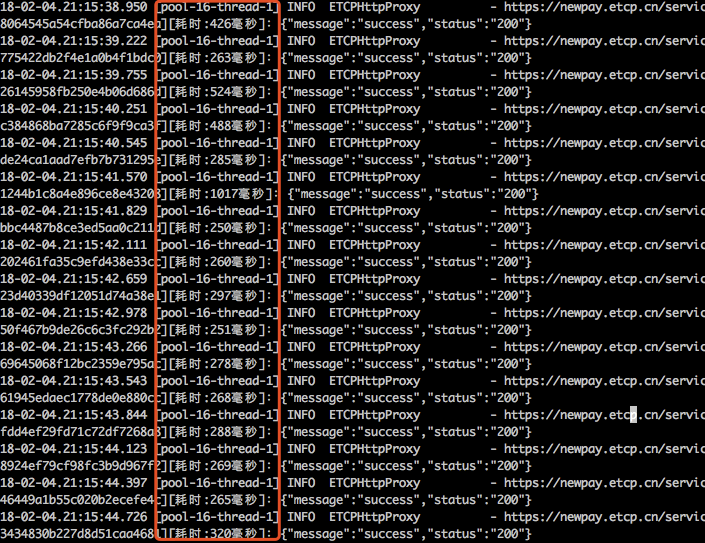 18-02-04.21:15:38.950 [pool-16-thread-1] INFO  ETCPHttpProxy          - https://newpay.etcp.cn/servic
8064545a54cfba86a7ca4ea][耗时:426毫秒]: {"message":"success","status":"200"}
18-02-04.21:15:39.222 [pool-16-thread-1] INFO  ETCPHttpProxy          - https://newpay.etcp.cn/servic
775422db2f4e1a0b4f1bdc9][耗时:263毫秒]: {"message":"success","status":"200"}
18-02-04.21:15:39.755 [pool-16-thread-1] INFO  ETCPHttpProxy          - https://newpay.etcp.cn/servic
26145958fb250e4b06d686d][耗时:524毫秒]: {"message":"success","status":"200"}
18-02-04.21:15:40.251 [pool-16-thread-1] INFO  ETCPHttpProxy          - https://newpay.etcp.cn/servic
c384868ba7285c6f9f9ca3f][耗时:488毫秒]: {"message":"success","status":"200"}
18-02-04.21:15:40.545 [pool-16-thread-1] INFO  ETCPHttpProxy          - https://newpay.etcp.cn/servic
de24ca1aad7efb7b731295e][耗时:285毫秒]: {"message":"success","status":"200"}
18-02-04.21:15:41.570 [pool-16-thread-1] INFO  ETCPHttpProxy          - https://newpay.etcp.cn/servic
1244b1c8a4e896ce8e43208][耗时:1017毫秒]: {"message":"success","status":"200"}
18-02-04.21:15:41.829 [pool-16-thread-1] INFO  ETCPHttpProxy          - https://newpay.etcp.cn/servic
bbc4487b8ce3ed5aa0c211d][耗时:250毫秒]: {"message":"success","status":"200"}
18-02-04.21:15:42.111 [pool-16-thread-1] INFO  ETCPHttpProxy          - https://newpay.etcp.cn/servic
202461fa35c9efd438e33cc][耗时:260毫秒]: {"message":"success","status":"200"}
18-02-04.21:15:42.659 [pool-16-thread-1] INFO  ETCPHttpProxy          - https://newpay.etcp.cn/servic
23d40339df12051d74a38e1][耗时:297毫秒]: {"message":"success","status":"200"}
18-02-04.21:15:42.978 [pool-16-thread-1] INFO  ETCPHttpProxy          - https://newpay.etcp.cn/servic
50f467b9de26c6c3fc292b2][耗时:251毫秒]: {"message":"success","status":"200"}
18-02-04.21:15:43.266 [pool-16-thread-1] INFO  ETCPHttpProxy          - https://newpay.etcp.cn/servic
69645068f12bc2359e795ac][耗时:278毫秒]: {"message":"success","status":"200"}
18-02-04.21:15:43.543 [pool-16-thread-1] INFO  ETCPHttpProxy          - https://newpay.etcp.cn/servic
61945edaec1778de0e880cc][耗时:268毫秒]: {"message":"success","status":"200"}
18-02-04.21:15:43.844 [pool-16-thread-1] INFO  ETCPHttpProxy          - https://newpay.etcp.cn/servic
fdd4ef29fd71c72df7268a8][耗时:288毫秒]: {"message":"success","status":"200"}
18-02-04.21:15:44.123 [pool-16-thread-1] INFO  ETCPHttpProxy          - https://newpay.etcp.cn/servic
8924ef79cf98fc3b9d967f2][耗时:269毫秒]: {"message":"success","status":"200"}
18-02-04.21:15:44.397 [pool-16-thread-1] INFO  ETCPHttpProxy          - https://newpay.etcp.cn/servic
46449a1b55c020b2ecefe4c][耗时:265毫秒]: {"message":"success","status":"200"}
18-02-04.21:15:44.726 [pool-16-thread-1] INFO  ETCPHttpProxy          - https://newpay.etcp.cn/servic
[耗时:320毫秒]: {"message":"success","status":"200"}